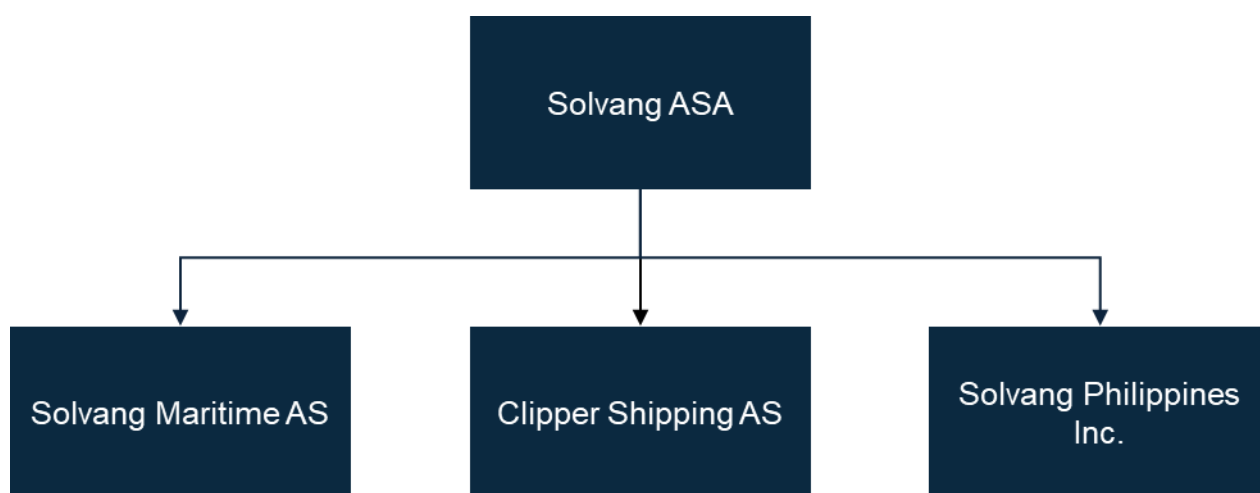 Solvang ASA
Solvang Maritime AS
Clipper Shipping AS
Solvang Philippines
Inc.